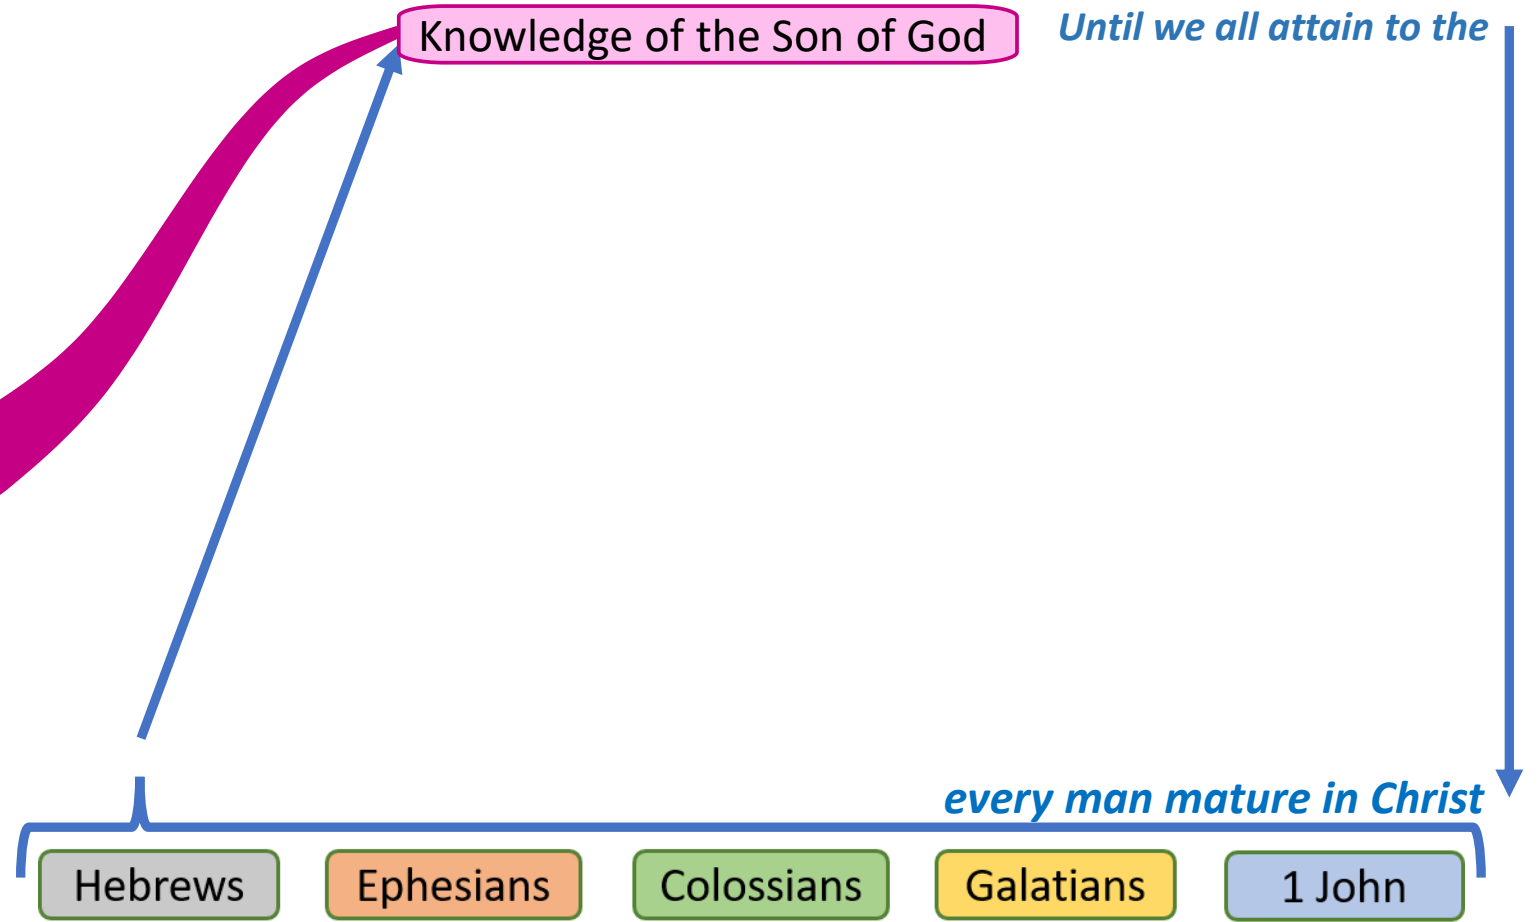 Knowledge of the Son of God
Until we all attain to the
every man mature in Christ
Hebrews
Ephesians
Colossians
Galatians
1 John